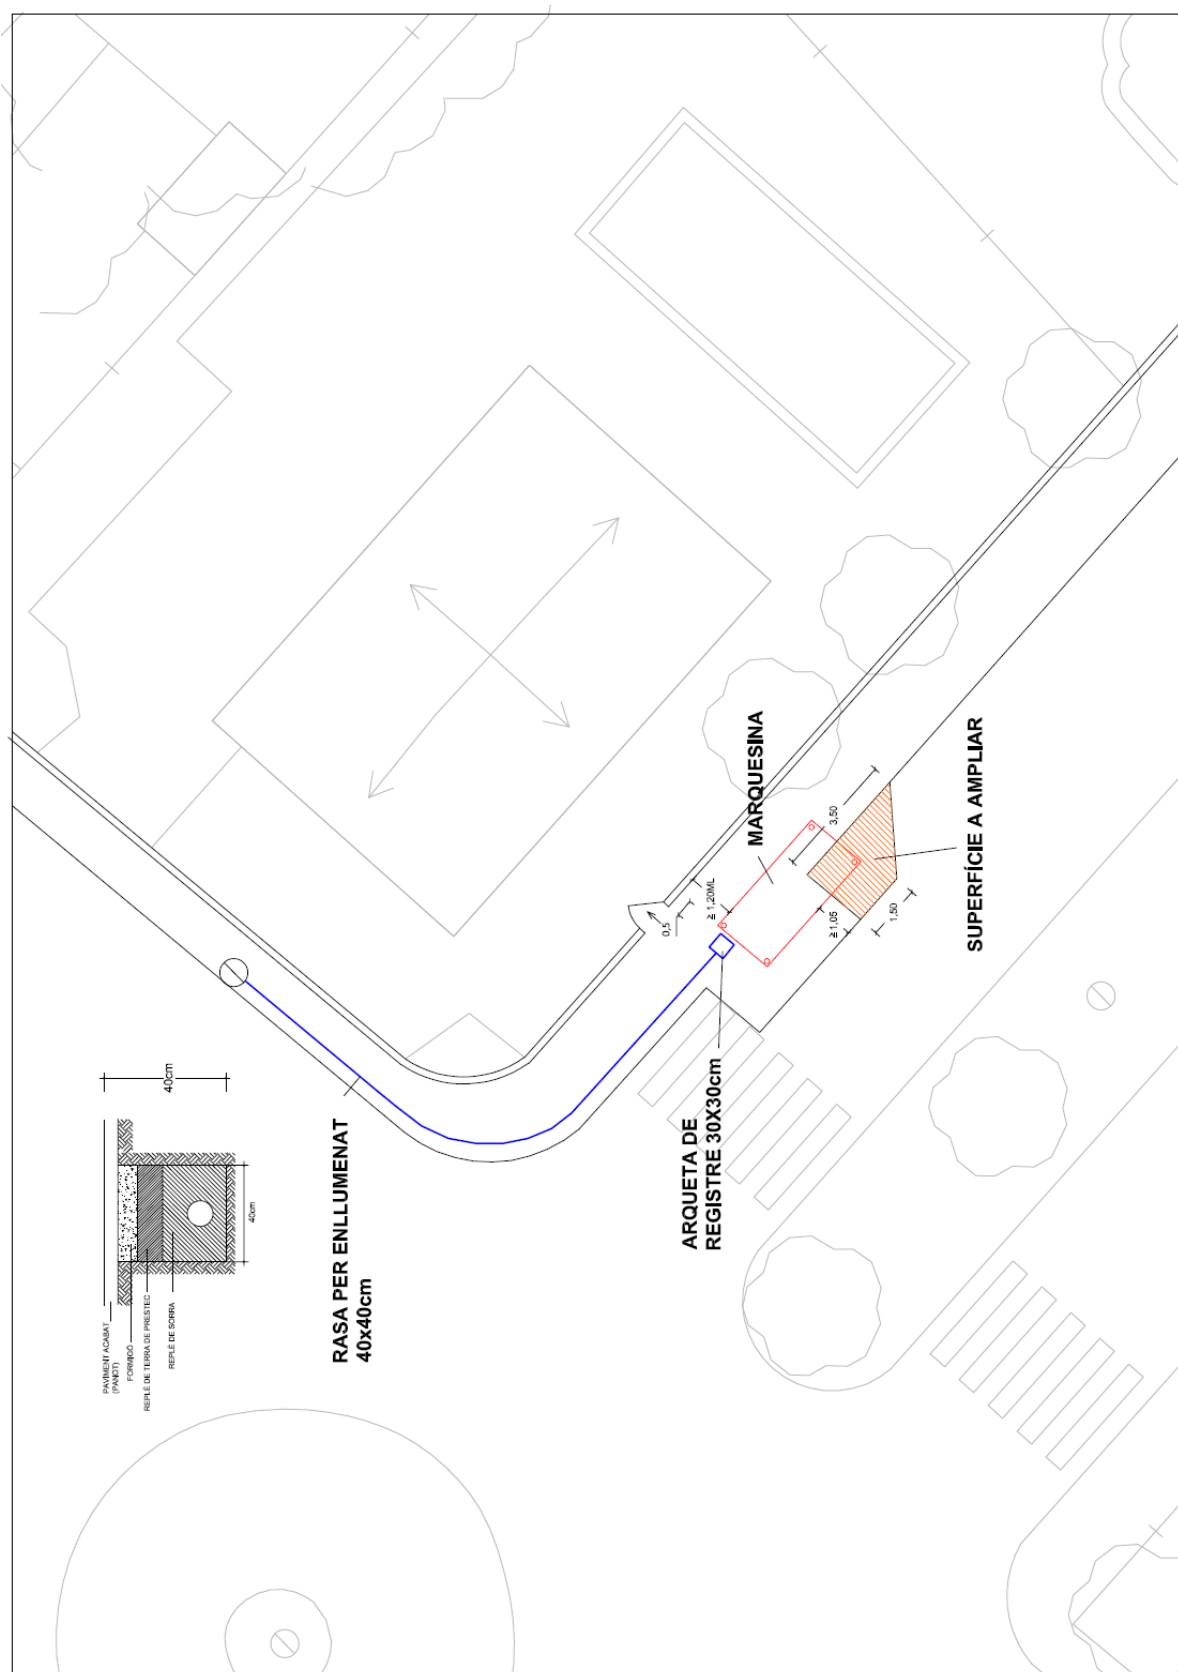 PAVIMENT ACABAT
(PANOT)
FORMIGÓ
REPLÈ DE TERRA DE PRESTEC
REPLÈ DE SORRA
40cm
40cm
RASA PER ENLLUMENAT
40x40cm
ARQUETA DE
REGISTRE 30X30cm
0,5
≥ 1,20ML
MARQUESINA
3,50
≥1,05
1,50
SUPERFÍCIE A AMPLIAR